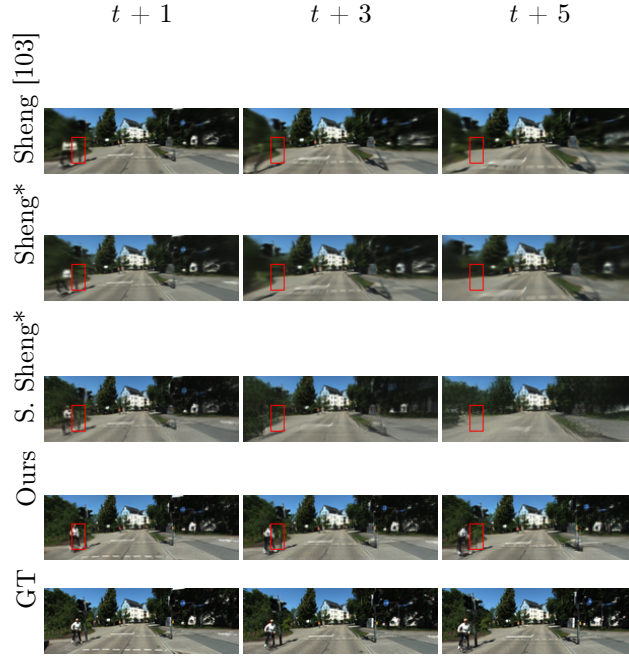 t + 1 t + 3 t + 5
Sheng [103]
Sheng*
S. Sheng*
Ours
GT